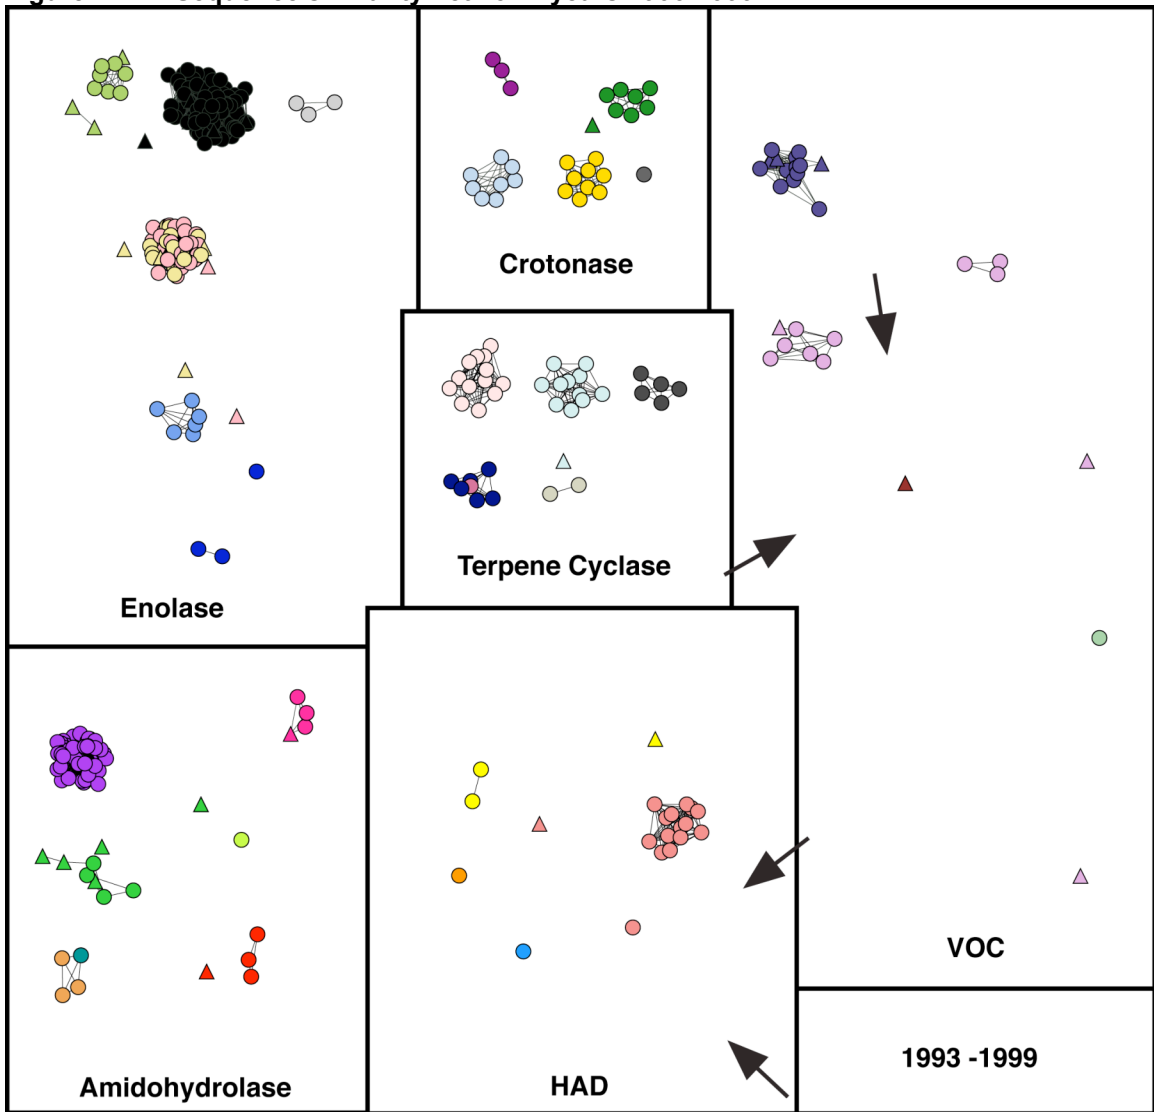 Crotonase
Terpene Cyclase
Enolase
VOC
1993 -1999
Amidohydrolase
HAD